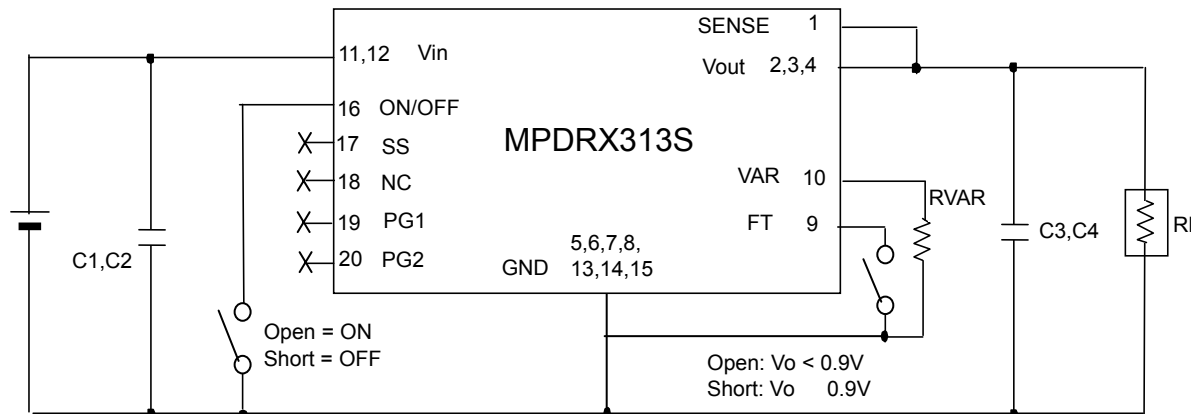 SENSE 1
11,12 Vin
Vout 2,3,4
16 ON/OFF
MPDRX313S
17 SS
18 NC
VAR 10
RVAR
19 PG1
FT 9
C1,C2
20 PG2
5,6,7,8,
GND 13,14,15
C3,C4
Open = ON
Short = OFF
Open: Vo < 0.9V
Short: Vo 0.9V